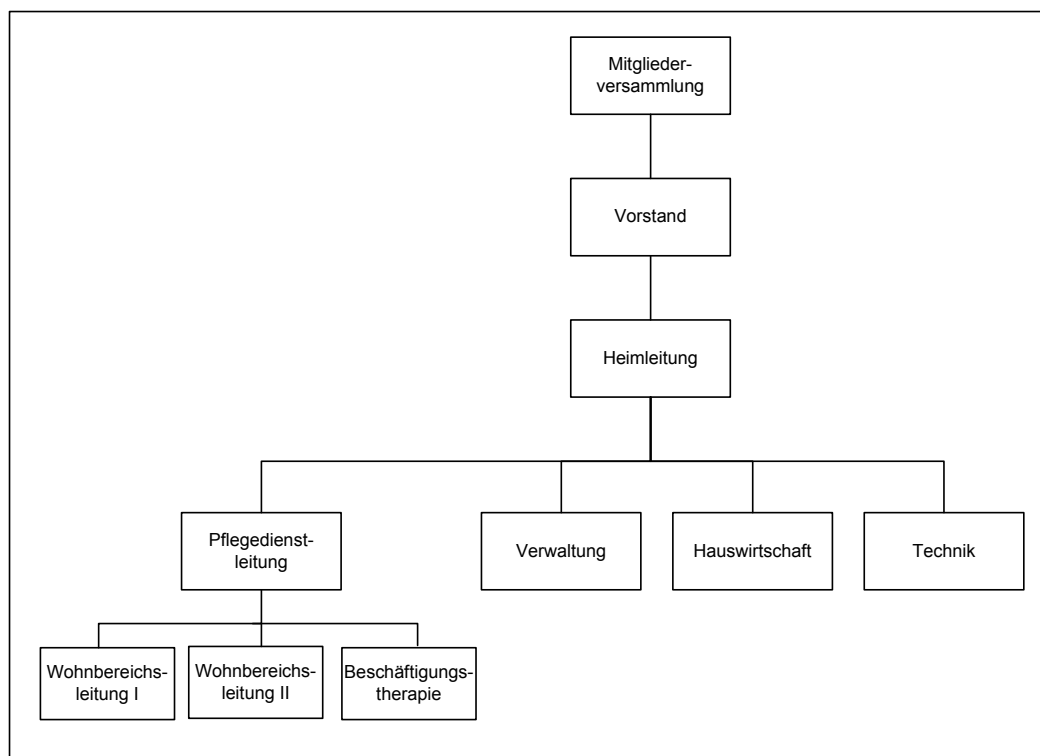 Mitglieder-
versammlung
Vorstand
Heimleitung
Pflegedienst-
leitung
Verwaltung
Hauswirtschaft
Technik
Wohnbereichs-
leitung I
Wohnbereichs-
leitung II
Beschäftigungs-
therapie